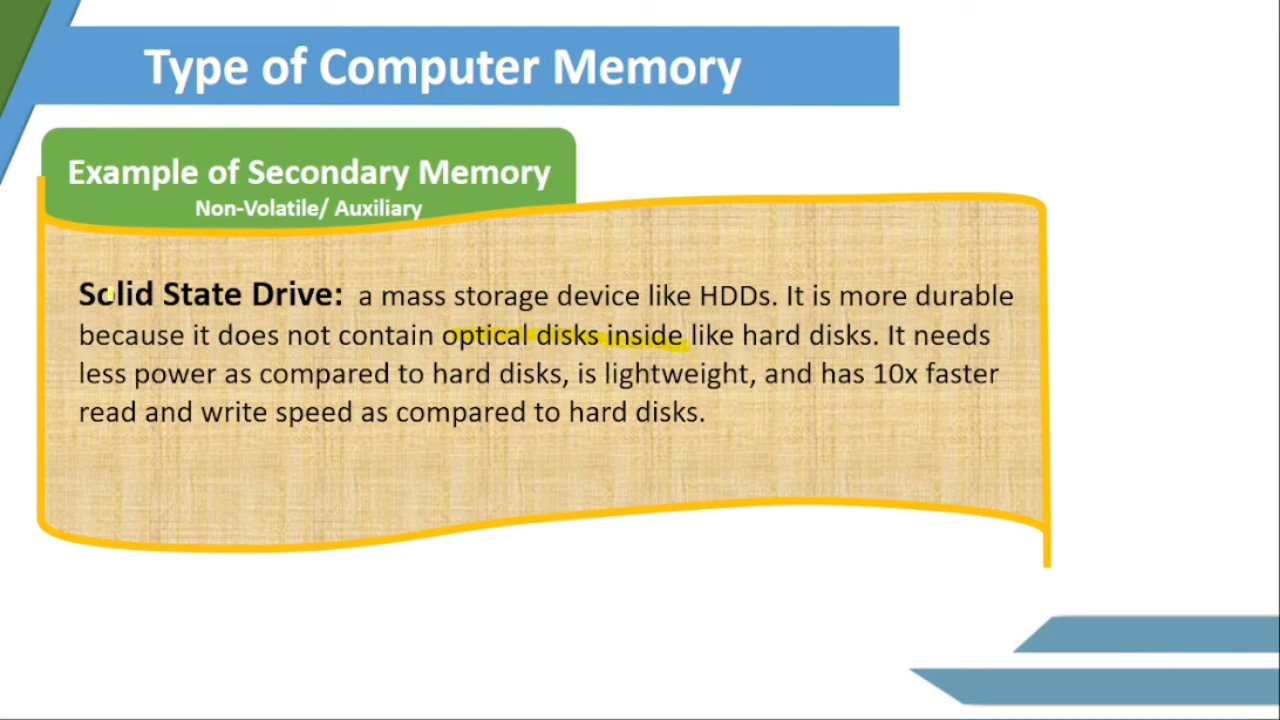 Type of Computer Memory
Example of Secondary Memory
Non-Volatile/ Auxiliary
Solid State Drive: a mass storage device like HDDs. It is more durable
because it does not contain optical disks inside like hard disks. It needs
less power as compared to hard disks, is lightweight, and has 10x faster
read and write speed as compared to hard disks.